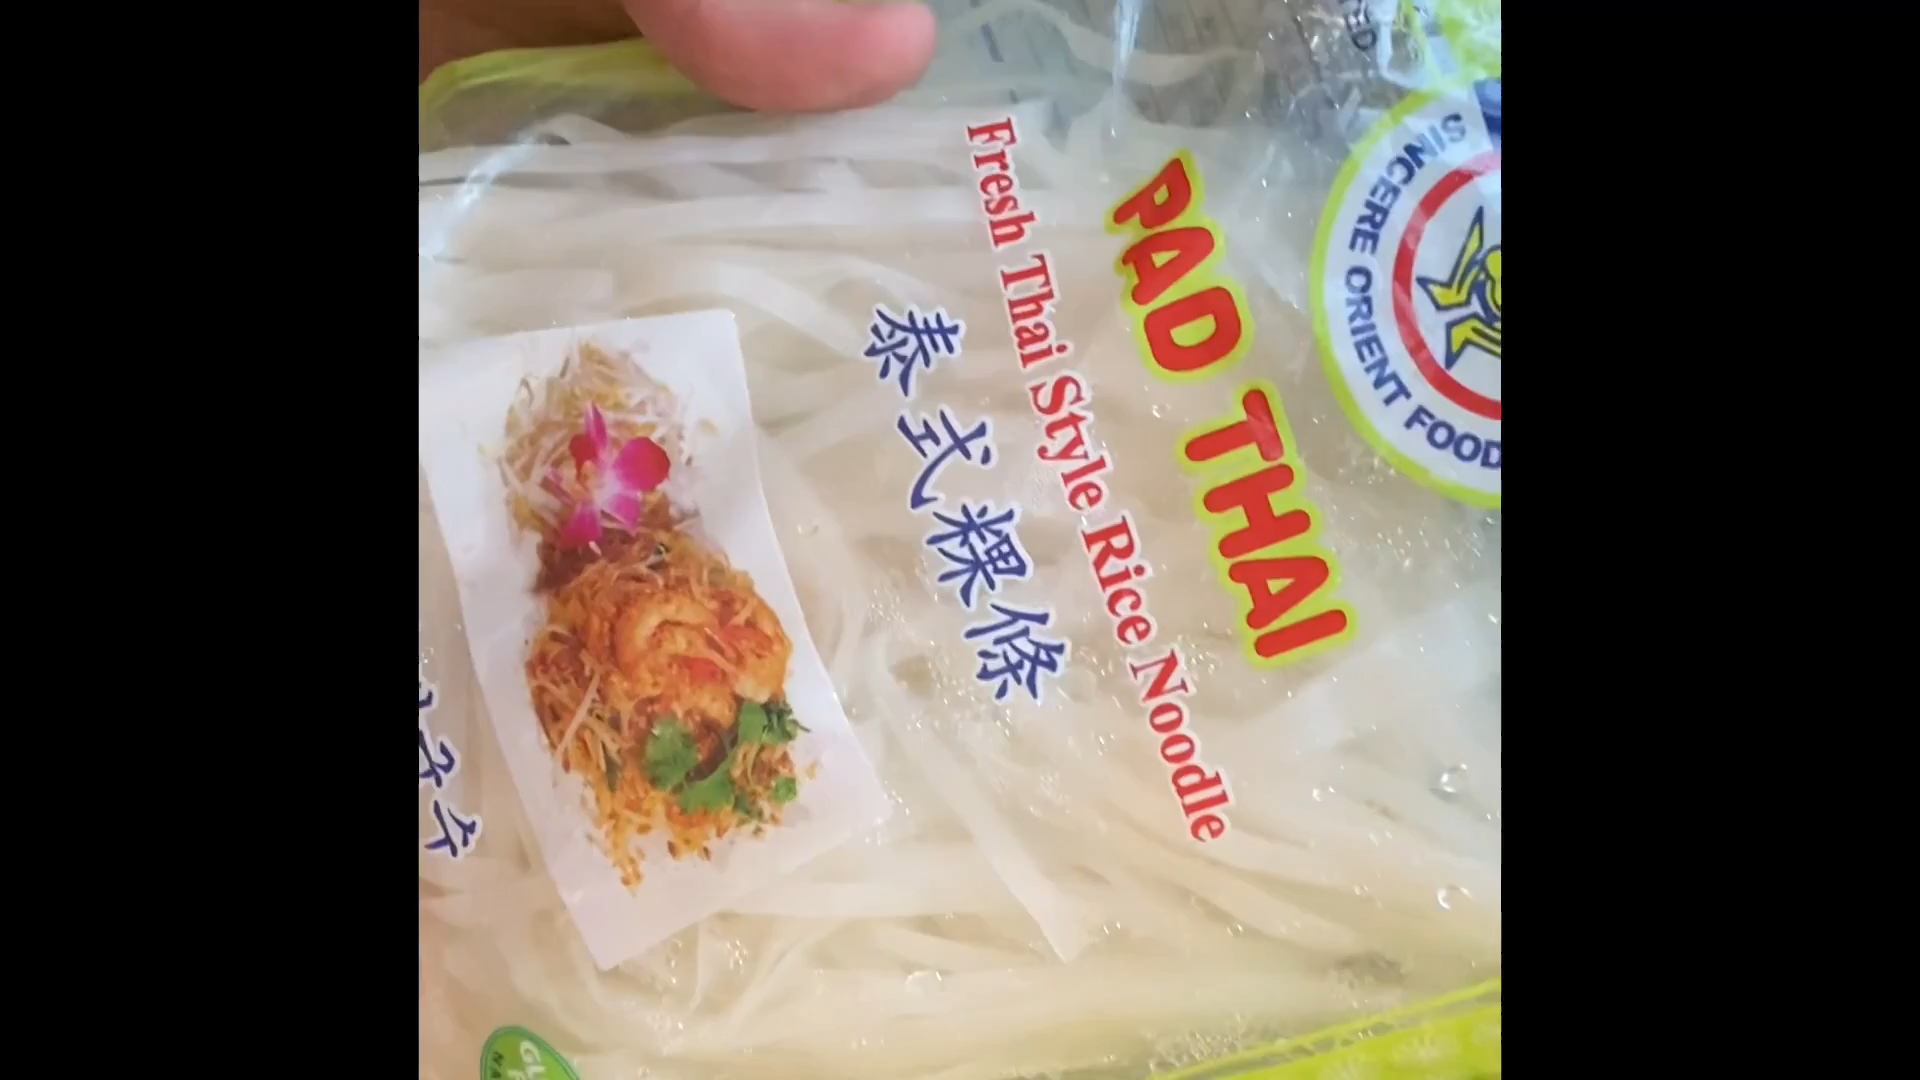 SINCERE ORIENT FOOD
PAD THAI
Fresh Thai Style Rice Noodle
泰式粿條